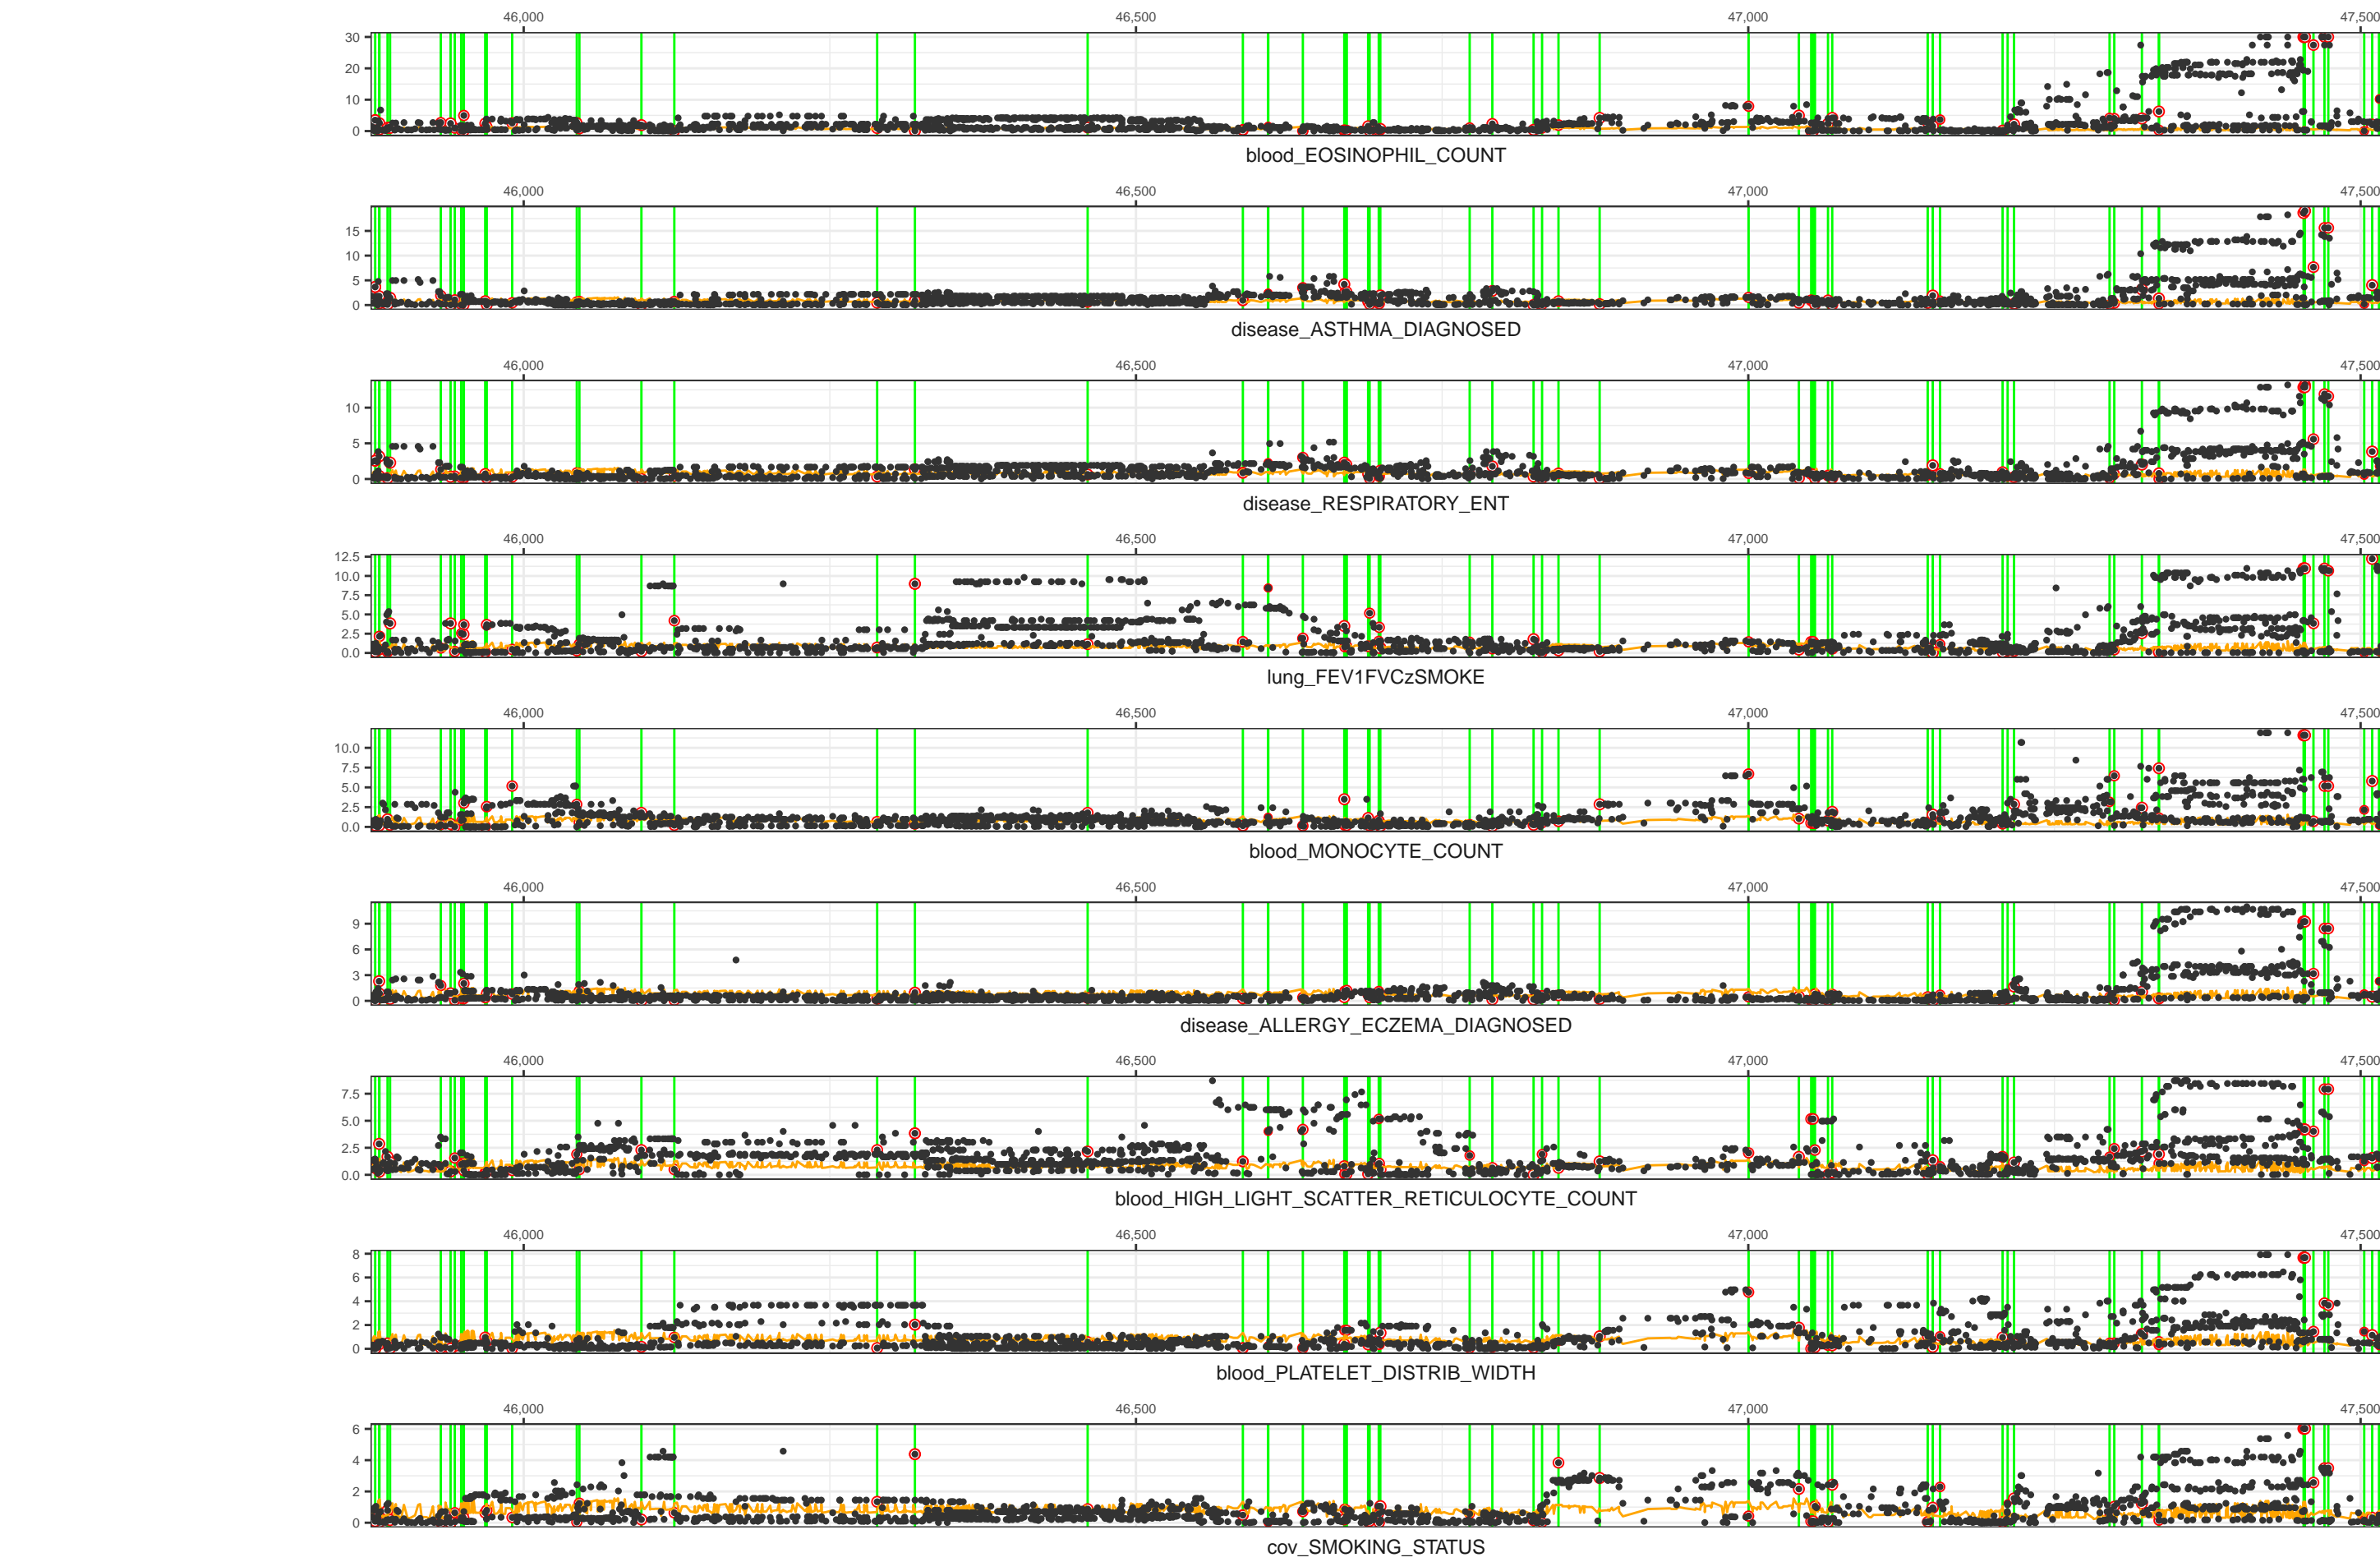 46,000 46,500 47,000 47,500
30
20
10
0
blood_EOSINOPHIL_COUNT
46,000 46,500 47,000 47,500
15
10
5
0
disease_ASTHMA_DIAGNOSED
46,000 46,500 47,000 47,500
10
5
0
disease_RESPIRATORY_ENT
46,000 46,500 47,000 47,500
12.5
10.0
7.5
5.0
2.5
0.0
lung_FEV1FVCzSMOKE
46,000 46,500 47,000 47,500
10.0
7.5
5.0
2.5
0.0
blood_MONOCYTE_COUNT
46,000 46,500 47,000 47,500
9
6
3
0
disease_ALLERGY_ECZEMA_DIAGNOSED
46,000 46,500 47,000 47,500
7.5
5.0
2.5
0.0
blood_HIGH_LIGHT_SCATTER_RETICULOCYTE_COUNT
46,000 46,500 47,000 47,500
8
6
4
2
0
blood_PLATELET_DISTRIB_WIDTH
46,000 46,500 47,000 47,500
6
4
2
0
cov_SMOKING_STATUS